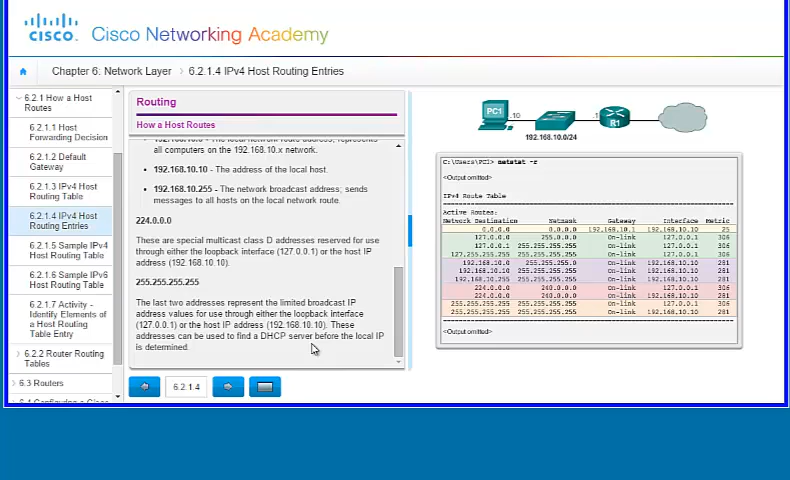 cisco.
Cisco Networking Academy
Chapter 6: Network Layer
6.2.1.4 IPv4 Host Routing Entries
6.2.1 How a Host
Routes
6.2.1.1 Host
Forwarding Decision
6.2.1.2 Default
Gateway
6.2.1.3 IPv4 Host
Routing Table
6.2.1.4 IPv4 Host
Routing Entries
6.2.1.5 Sample IPv4
Host Routing Table
6.2.1.6 Sample IPv6
Host Routing Table
6.2.1.7 Activity -
Identify Elements of
a Host Routing
Table Entry
6.2.2 Router Routing
Tables
6.3 Routers
Routing
How a Host Routes
all computers on the 192.168.10.x network.
• 192.168.10.10 - The address of the local host.
• 192.168.10.255 - The network broadcast address; sends
messages to all hosts on the local network route.
224.0.0.0
These are special multicast class D addresses reserved for use
through either the loopback interface (127.0.0.1) or the host IP
address (192.168.10.10).
255.255.255.255
The last two addresses represent the limited broadcast IP
address values for use through either the loopback interface
(127.0.0.1) or the host IP address (192.168.10.10). These
addresses can be used to find a DHCP server before the local IP
is determined.
6.2.1.4
PC1
.10
.1
R1
192.168.10.0/24
C:\Users\PC1> netstat -r
<Output omitted>
IPv4 Route Table
Active Routes:
Network Destination Netmask Gateway Interface Metric
0.0.0.0 0.0.0.0 192.168.10.1 192.168.10.10 25
127.0.0.0 255.0.0.0 On-link 127.0.0.1 306
127.0.0.1 255.255.255.255 On-link 127.0.0.1 306
127.255.255.255 255.255.255.255 On-link 127.0.0.1 306
192.168.10.0 255.255.255.0 On-link 192.168.10.10 281
192.168.10.10 255.255.255.255 On-link 192.168.10.10 281
192.168.10.255 255.255.255.255 On-link 192.168.10.10 281
224.0.0.0 240.0.0.0 On-link 127.0.0.1 306
224.0.0.0 240.0.0.0 On-link 192.168.10.10 281
255.255.255.255 255.255.255.255 On-link 127.0.0.1 306
255.255.255.255 255.255.255.255 On-link 192.168.10.10 281
<Output omitted>